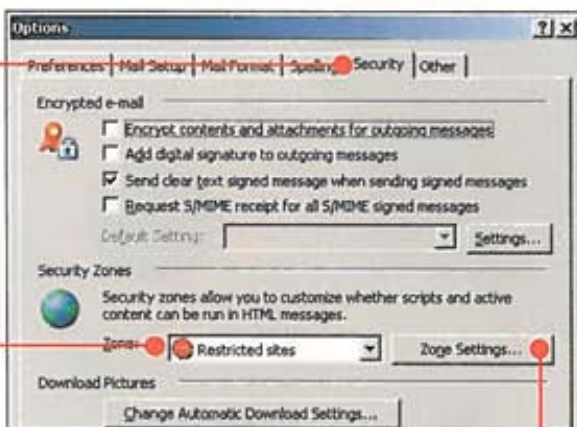 Options
Preferences Mail Setup Mail Format Spelling Security Other
Encrypted e-mail
Encrypt contents and attachments for outgoing messages
Add digital signature to outgoing messages
Send clear text signed message when sending signed messages
Request S/MIME receipt for all S/MIME signed messages
Default Setting: Settings...
Security Zones
Security zones allow you to customize whether scripts and active
content can be run in HTML messages.
Zone: Restricted sites Zone Settings...
Download Pictures
Change Automatic Download Settings...